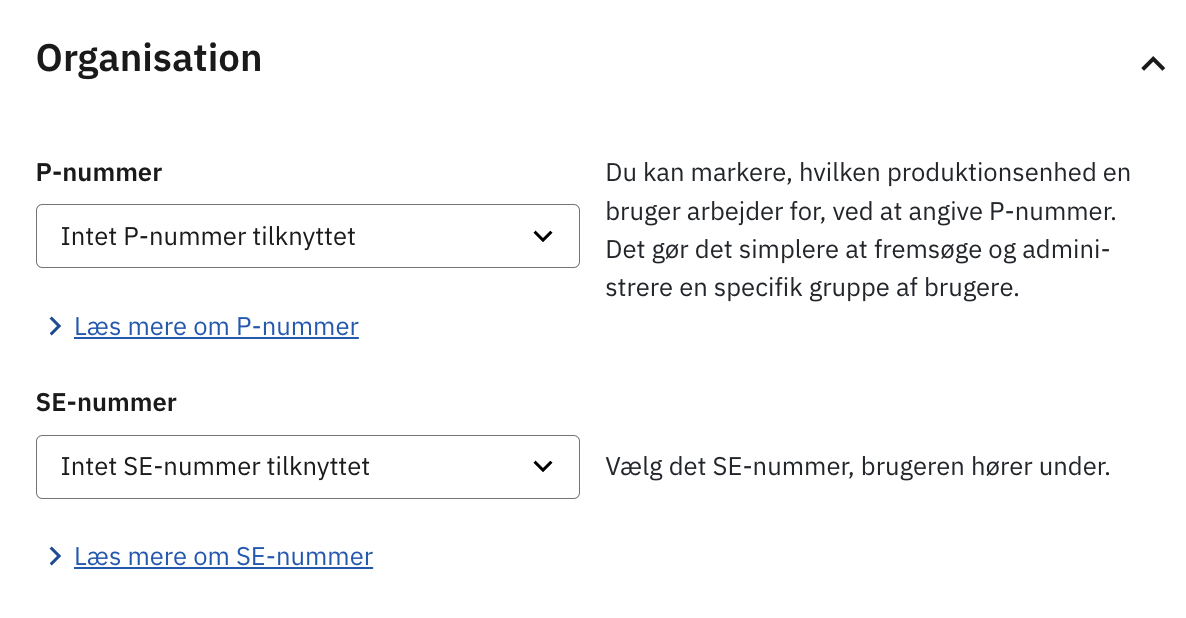 Organisation
P-nummer
Intet P-nummer tilknyttet
Læs mere om P-nummer
Du kan markere, hvilken produktionsenhed en
bruger arbejder for, ved at angive P-nummer.
Det gør det simplere at fremsøge og admini-
strere en specifik gruppe af brugere.
SE-nummer
Intet SE-nummer tilknyttet
Vælg det SE-nummer, brugeren hører under.
Læs mere om SE-nummer